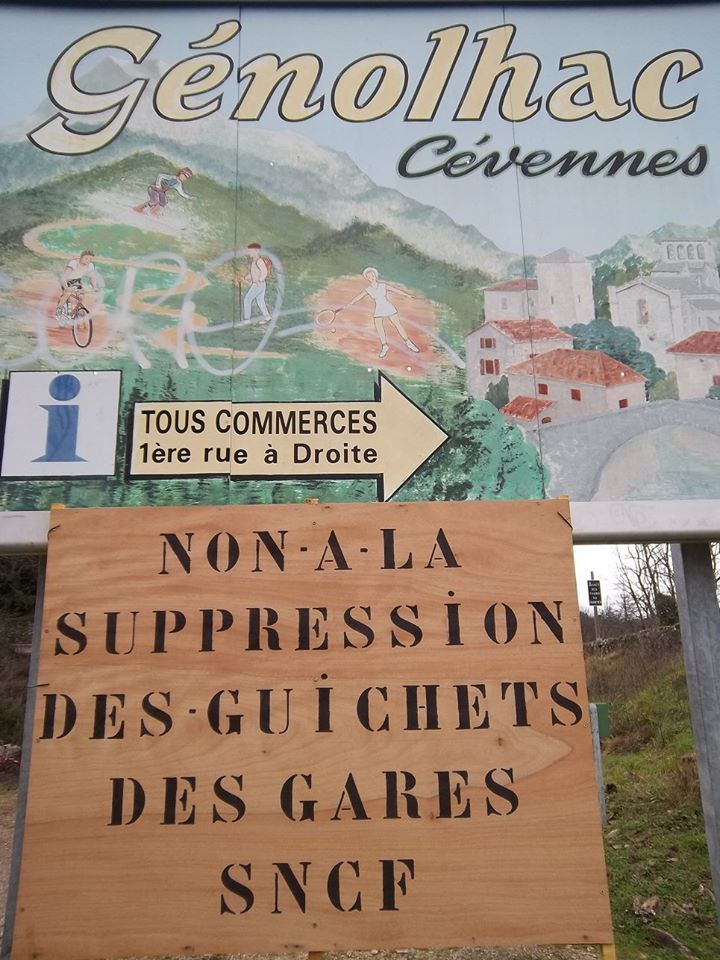 Génolhac
Cévennes
i
TOUS COMMERCES
1ère rue à Droite
NON-A-LA
SUPPRESSION
DES-GUICHETS
DES GARES
SNCF